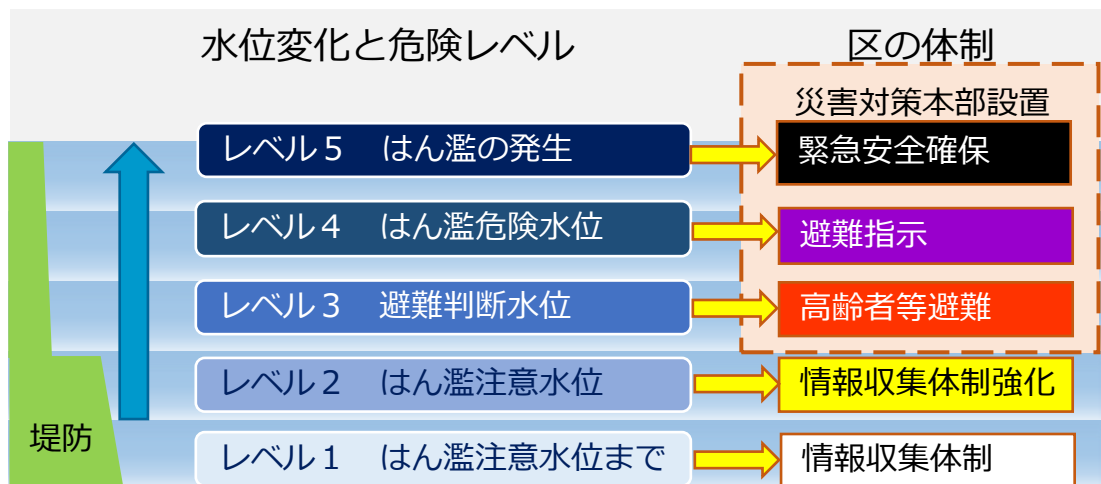 水位変化と危険レベル
区の体制
災害対策本部設置
レベル5 はん濫の発生
緊急安全確保
レベル4 はん濫危険水位
避難指示
レベル3 避難判断水位
高齢者等避難
レベル2 はん濫注意水位
情報収集体制強化
堤防
レベル1 はん濫注意水位まで
情報収集体制